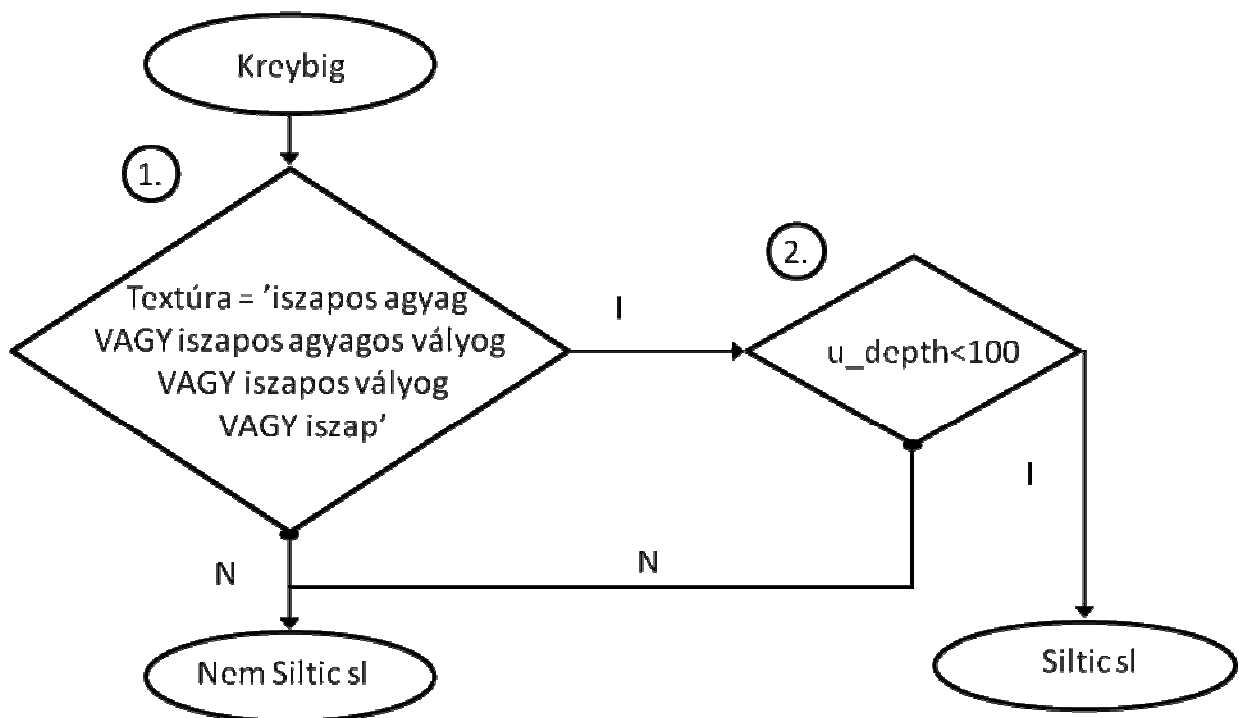 Kreybig
1.
Textúra = ’iszapos agyag
VAGY iszapos agyagos vályog
VAGY iszapos vályog
VAGY iszap’
I
2.
u_depth<100
I
N
N
Nem Siltic sl
Siltic sl